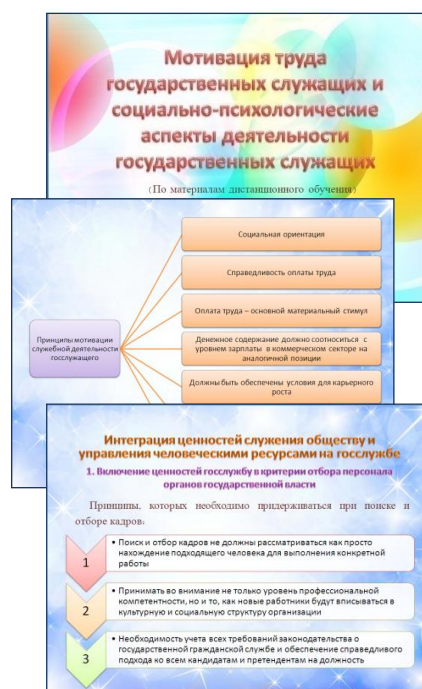 Мотивация труда
государственных служащих и
социально-психологические
аспекты деятельности
государственных служащих
(По материалам дистанционного обучения)
Принципы мотивации
служебной деятельности
госслужащего
Социальная ориентация
Справедливость оплаты труда
Оплата труда – основной материальный стимул
Денежное содержание должно соотноситься с
уровнем зарплаты в коммерческом секторе на
аналогичной позиции
Должны быть обеспечены условия для карьерного
роста
Интеграция ценностей служения обществу и
управления человеческими ресурсами на госслужбе
1. Включение ценностей госслужбу в критерии отбора персонала
органов государственной власти
Принципы, которых необходимо придерживаться при поиске и
отборе кадров:
1
• Поиск и отбор кадров не должны рассматриваться как просто
нахождение подходящего человека для выполнения конкретной
работы
2
• Принимать во внимание не только уровень профессиональной
компетентности, но и то, как новые работники будут вписываться в
культурную и социальную структуру организации
3
• Необходимость учета всех требований законодательства о
государственной гражданской службе и обеспечение справедливого
подхода ко всем кандидатам и претендентам на должность